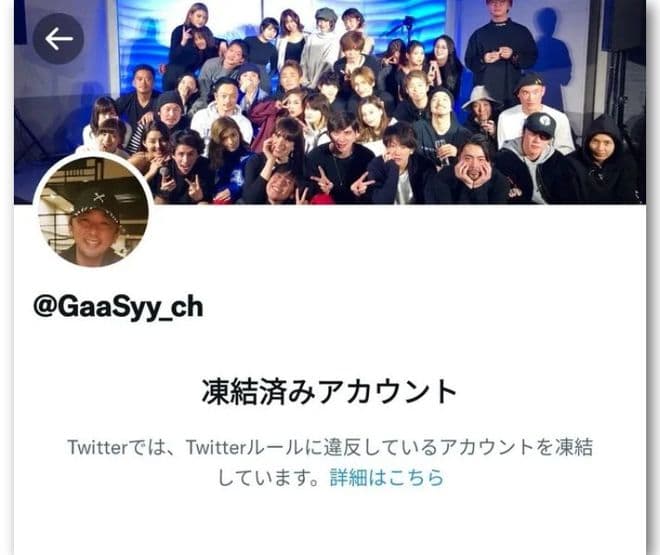 @GaaSyy_ch
凍結済みアカウント
Twitterでは、Twitterルールに違反しているアカウントを凍結
しています。詳細はこちら